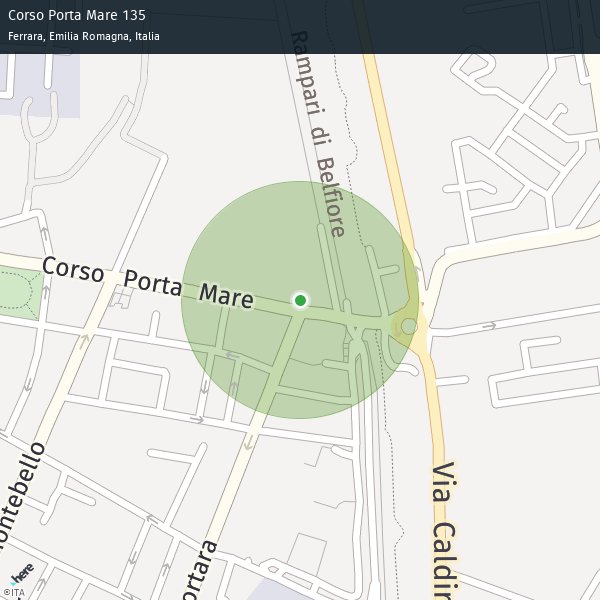 Corso Porta Mare 135
Ferrara, Emilia Romagna, Italia
Rampari di Belfiore
Corso Porta Mare
Via Caldir
ontebello
ortara
here
©ITA